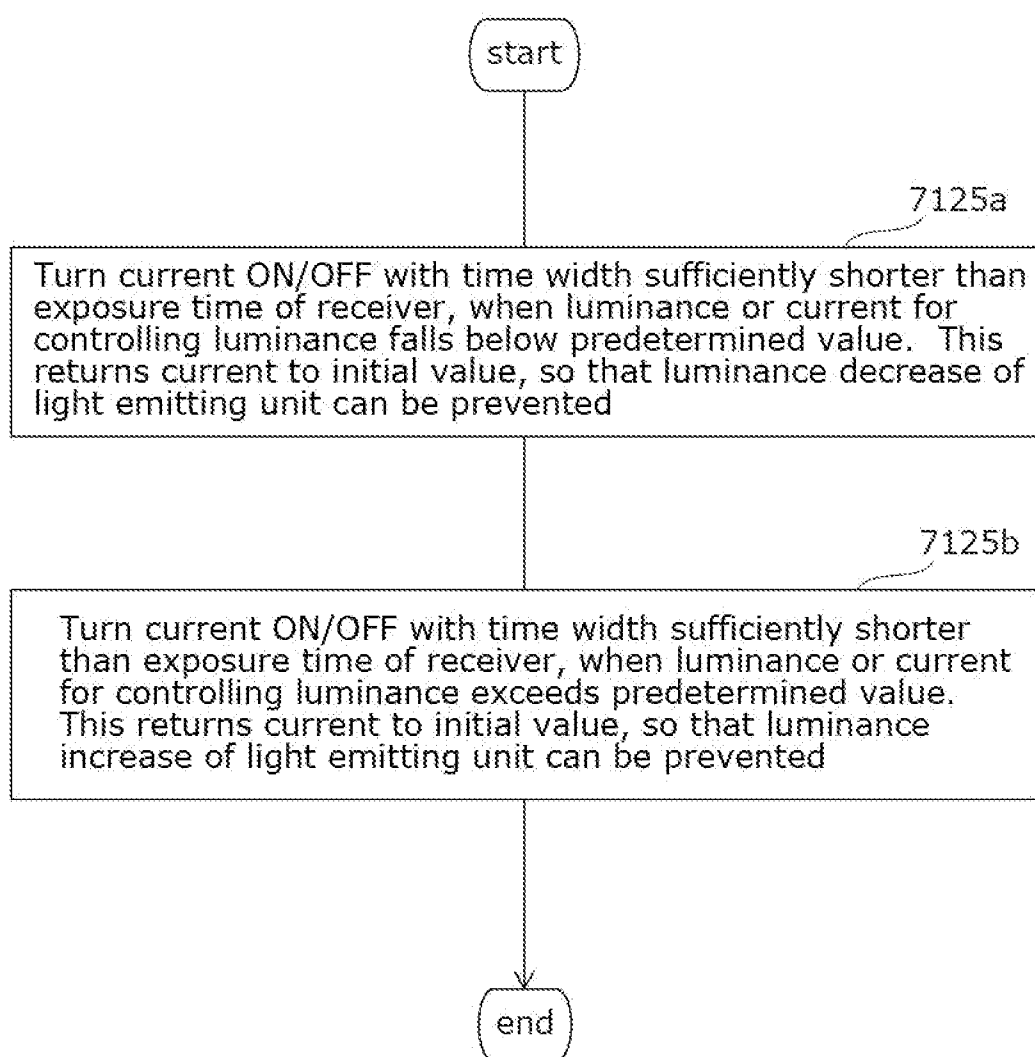 start
7125a
Turn current ON/OFF with time width sufficiently shorter than
exposure time of receiver, when luminance or current for
controlling luminance falls below predetermined value.  This
returns current to initial value, so that luminance decrease of
light emitting unit can be prevented
7125b
Turn current ON/OFF with time width sufficiently shorter
than exposure time of receiver, when luminance or current
for controlling luminance exceeds predetermined value.
This returns current to initial value, so that luminance
increase of light emitting unit can be prevented
end